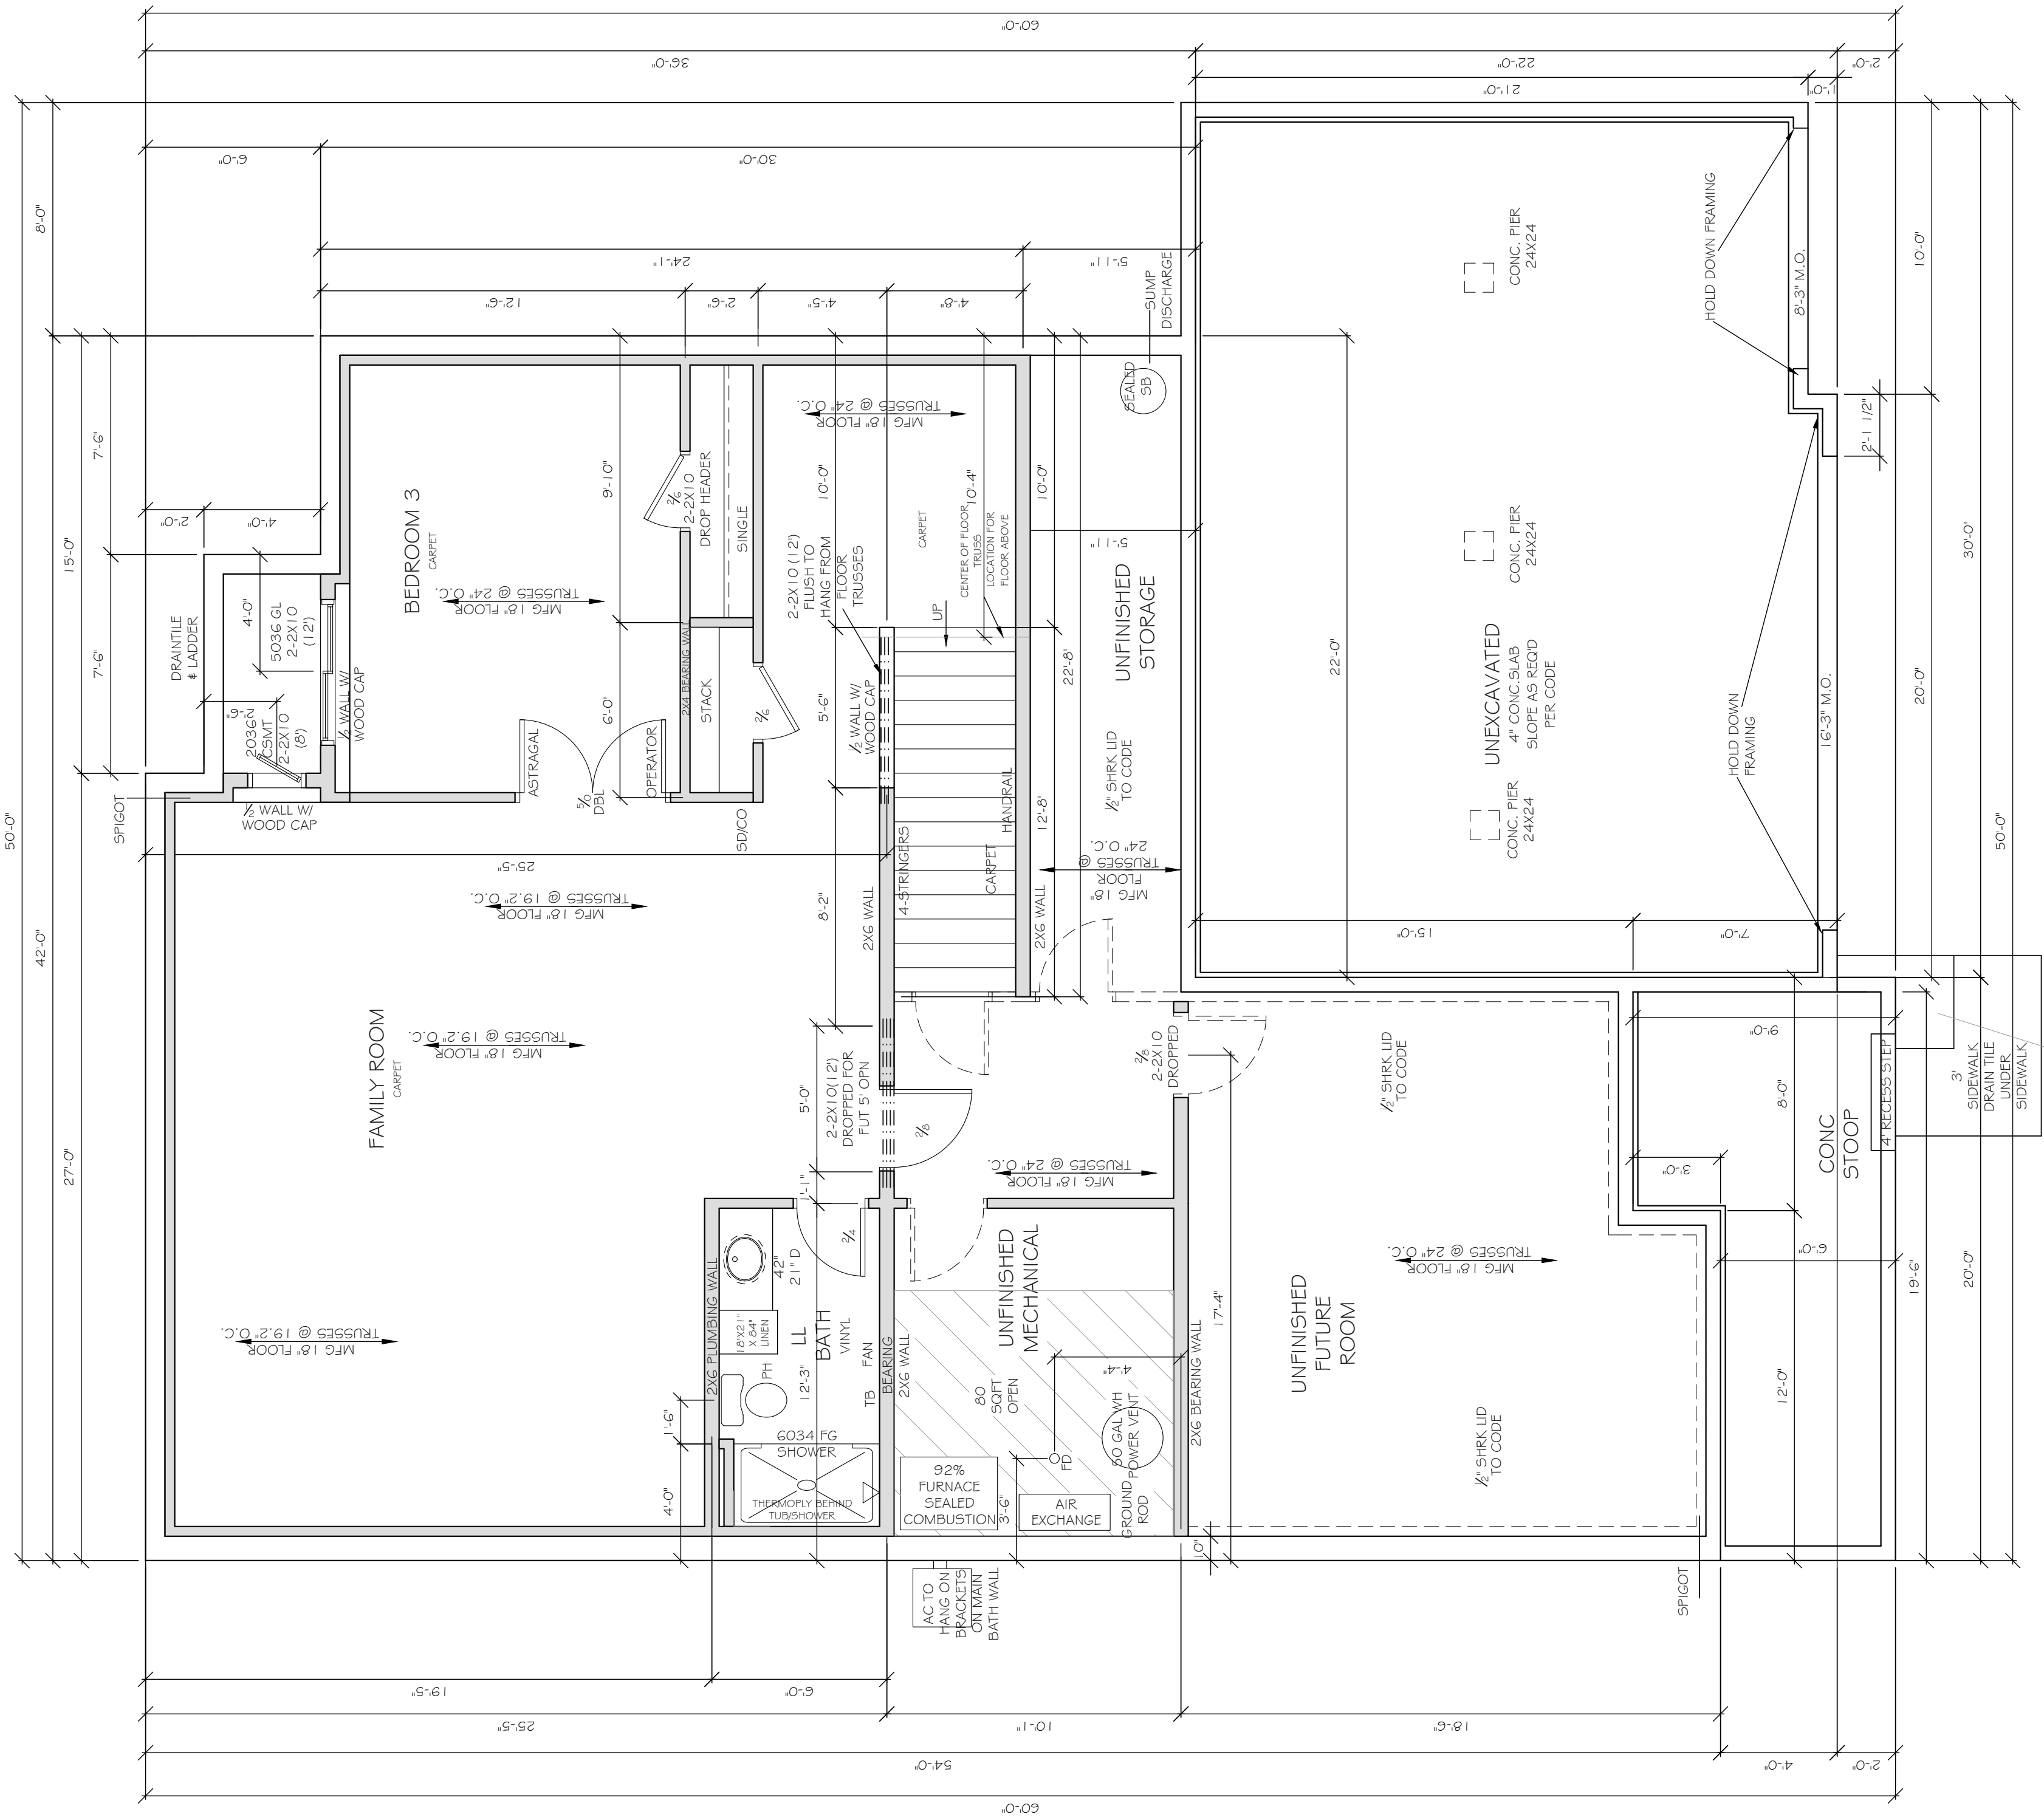 60'-0"
36'-0"
22'-0"
2'-0"
21'-0"
1'-0"
6'-0"
30'-0"
24'-1"
5'-11"
12'-6"
2'-6"
4'-5"
4'-8"
SUMP
DISCHARGE
50'-0"
8'-0"
42'-0"
15'-0"
27'-0"
7'-6"
7'-6"
2'-0"
4'-0"
SPIGOT
DRAINTILE
& LADDER
4'-0"
5036 GL
2-2X10
(12')
2'-6"
2036
CSMT
2-2X10
(8')
½ WALL W/
WOOD CAP
½ WALL W/
WOOD CAP
BEDROOM 3
CARPET
MFG 18" FLOOR
TRUSSES @ 24" O.C.
9'-10"
6'-0"
ASTRAGAL
5/0
DBL
OPERATOR
2X4 BEARING WALL
2/6
2-2X10
DROP HEADER
SINGLE
STACK
2/6
SD/CO
MFG 18" FLOOR
TRUSSES @ 24" O.C.
10'-0"
2-2X10 (12')
FLUSH TO
HANG FROM
FLOOR
TRUSSES
5'-6"
½ WALL W/
WOOD CAP
CARPET
CENTER OF FLOOR
TRUSS
LOCATION FOR
FLOOR ABOVE
10'-4"
UP
10'-0"
22'-8"
12'-8"
HANDRAIL
4-STRINGERS
CARPET
2X6 WALL
2X6 WALL
8'-2"
25'-5"
SEALED
SB
5'-11"
UNFINISHED
STORAGE
½" SHRK LID
TO CODE
MFG 18"
FLOOR
TRUSSES @
24" O.C.
FAMILY ROOM
CARPET
MFG 18" FLOOR
TRUSSES @ 19.2" O.C.
MFG 18" FLOOR
TRUSSES @ 19.2" O.C.
MFG 18" FLOOR
TRUSSES @ 19.2" O.C.
5'-0"
2-2X10(12')
DROPPED FOR
FUT 5' OPN
2/8
1'-1"
2/8
2-2X10
DROPPED
MFG 18" FLOOR
TRUSSES @ 24" O.C.
2X6 PLUMBING WALL
42"
21" D
2/4
18"X21"
X 84"
LINEN
LL
BATH
VINYL
PH
12'-3"
TB
FAN
BEARING
2X6 WALL
1'-6"
4'-0"
6034 FG
SHOWER
THERMOPLY BEHIND
TUB/SHOWER
UNFINISHED
MECHANICAL
80
SQFT
OPEN
4'-4"
92%
FURNACE
SEALED
COMBUSTION
3'-6"
FD
AIR
EXCHANGE
50 GAL WH
POWER VENT
GROUND
ROD
2X6 BEARING WALL
10"
17'-4"
AC TO
HANG ON
BRACKETS
ON MAIN
BATH WALL
UNFINISHED
FUTURE
ROOM
½" SHRK LID
TO CODE
½" SHRK LID
TO CODE
MFG 18" FLOOR
TRUSSES @ 24" O.C.
SPIGOT
CONC. PIER
24X24
CONC. PIER
24X24
CONC. PIER
24X24
UNEXCAVATED
4" CONC.SLAB
SLOPE AS REQ'D
PER CODE
22'-0"
15'-0"
7'-0"
HOLD DOWN FRAMING
8'-3" M.O.
HOLD DOWN
FRAMING
16'-3" M.O.
2'-1 1/2"
10'-0"
20'-0"
30'-0"
50'-0"
9'-0"
8'-0"
3'-0"
6'-0"
12'-0"
CONC
STOOP
4' RECESS STEP
3'
SIDEWALK
DRAIN TILE
UNDER
SIDEWALK
19'-6"
20'-0"
19'-5"
6'-0"
25'-5"
10'-1"
18'-6"
54'-0"
4'-0"
2'-0"
60'-0"